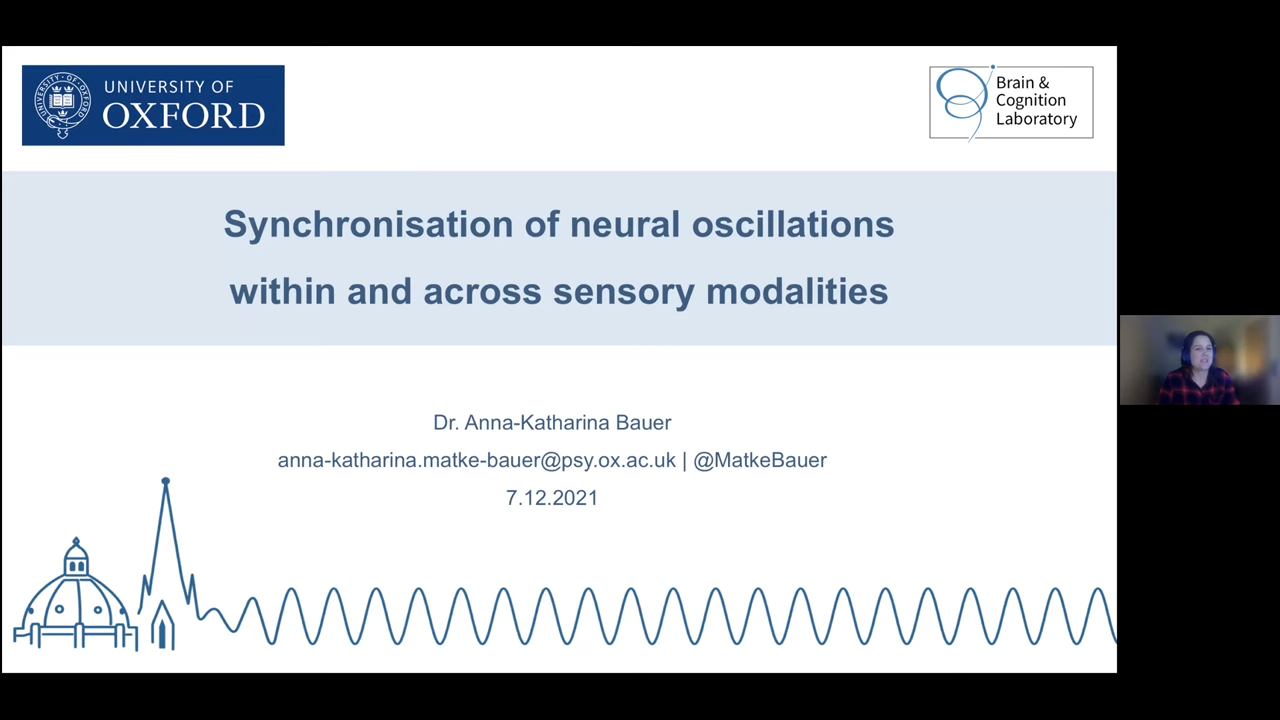 UNIVERSITY OF
OXFORD
Brain &
Cognition
Laboratory
Synchronisation of neural oscillations
within and across sensory modalities
Dr. Anna-Katharina Bauer
anna-katharina.matke-bauer@psy.ox.ac.uk | @MatkeBauer
7.12.2021